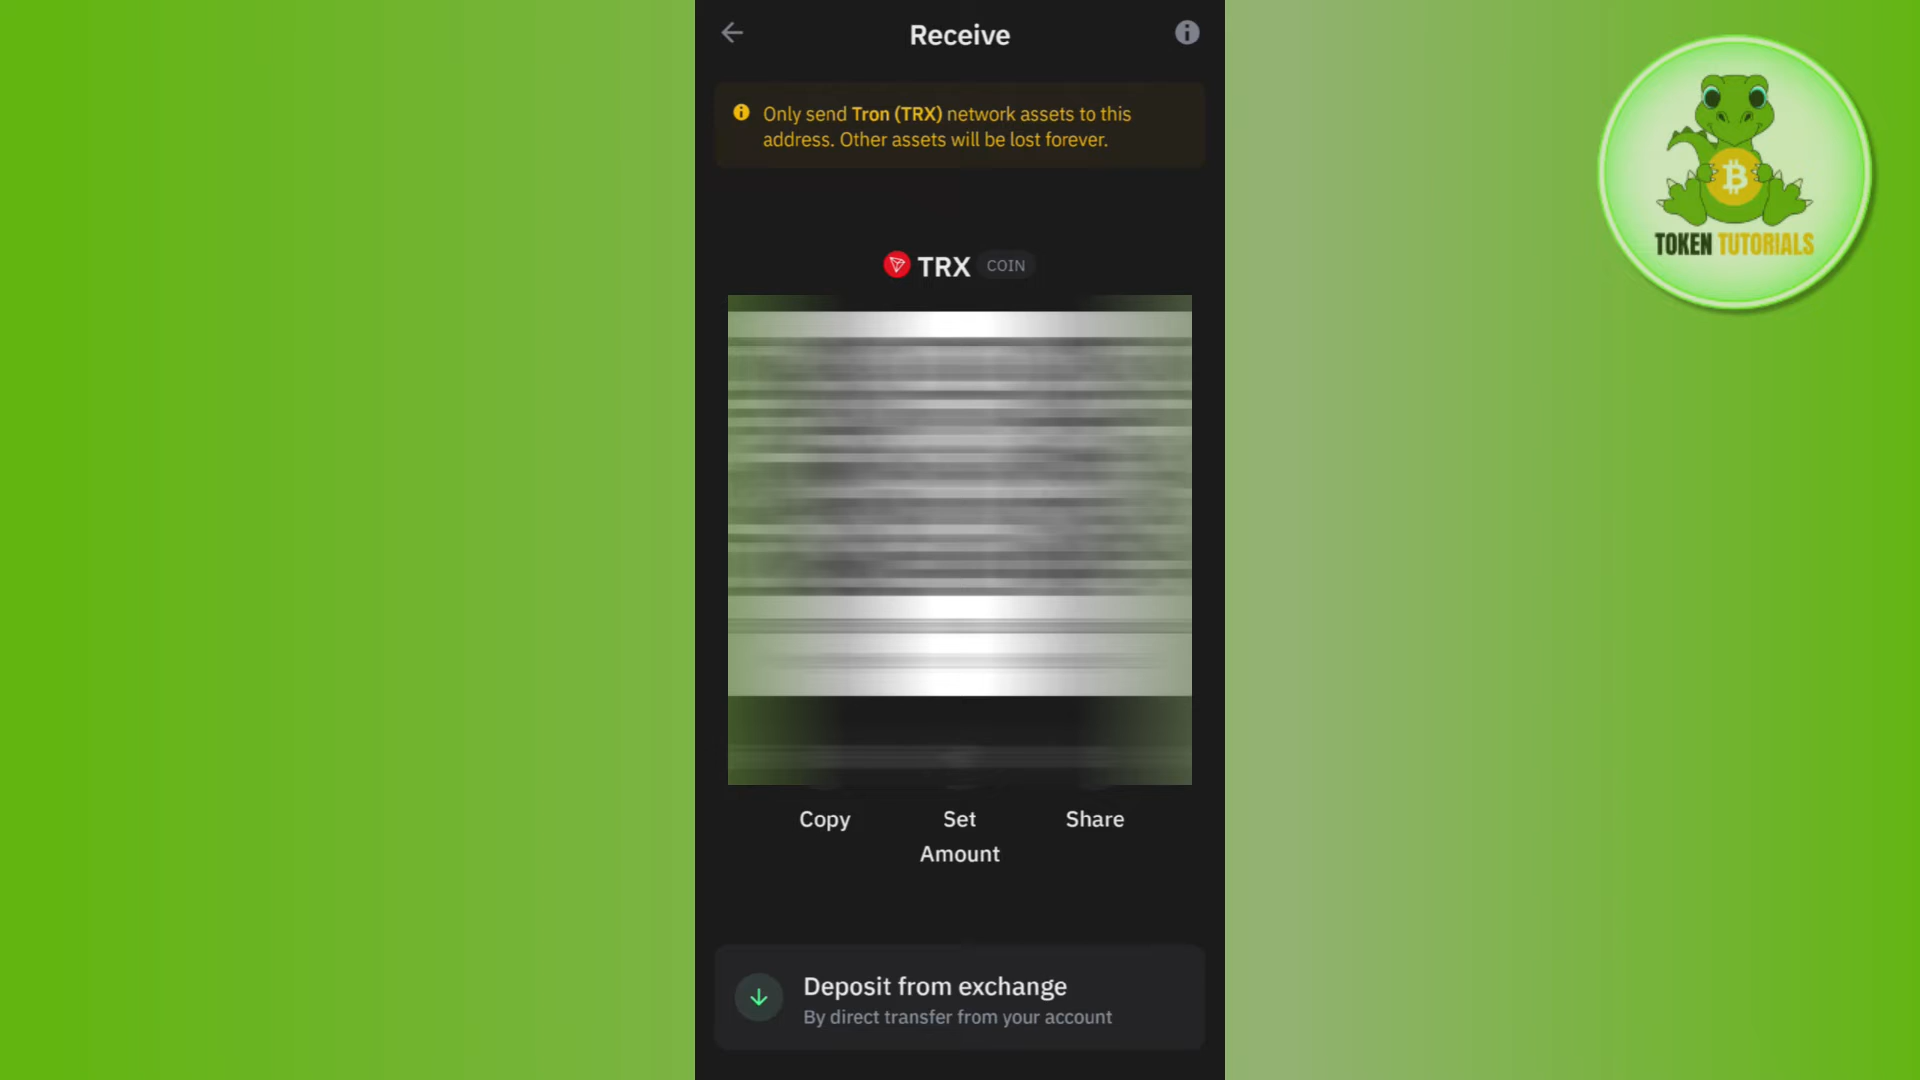 Receive
Only send Tron (TRX) network assets to this
address. Other assets will be lost forever.
TRX COIN
Copy
Set
Amount
Share
Deposit from exchange
By direct transfer from your account
TOKEN TUTORIALS